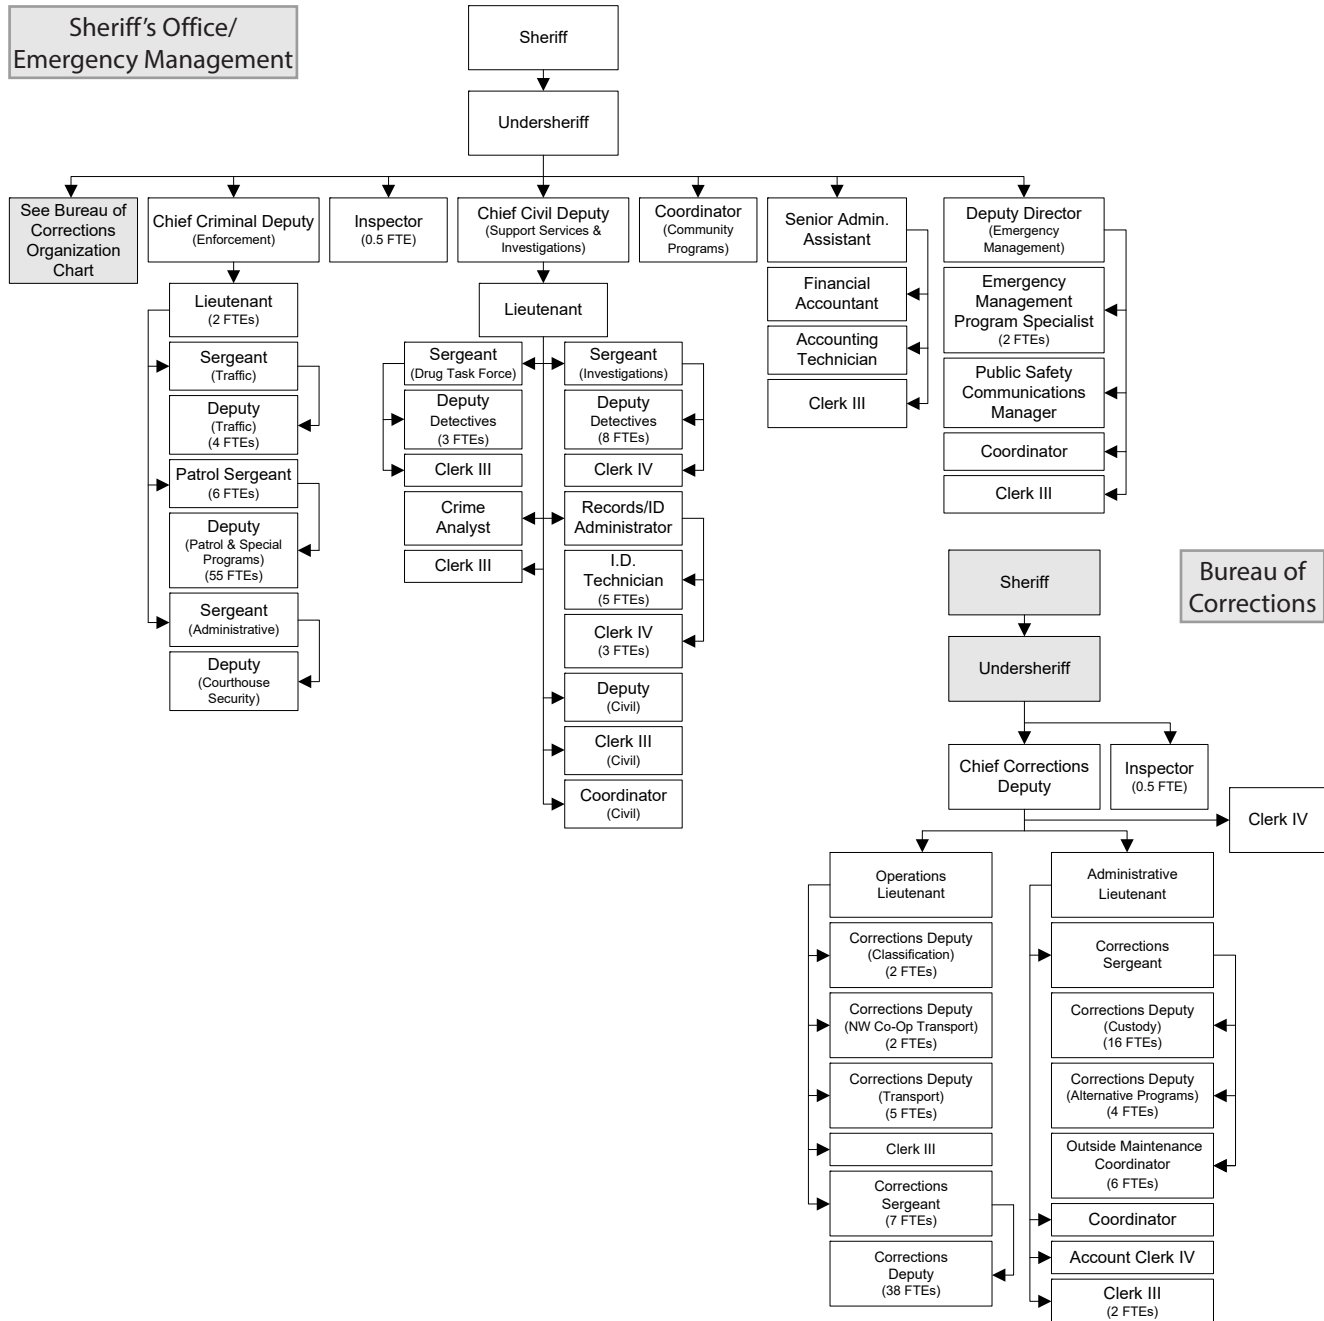 Sheriff's Office/
Emergency Management
Sheriff
Undersheriff
See Bureau of
Corrections
Organization
Chart
Chief Criminal Deputy
(Enforcement)
Inspector
(0.5 FTE)
Chief Civil Deputy
(Support Services &
Investigations)
Coordinator
(Community
Programs)
Senior Admin.
Assistant
Deputy Director
(Emergency
Management)
Lieutenant
(2 FTEs)
Sergeant
(Traffic)
Deputy
(Traffic)
(4 FTEs)
Patrol Sergeant
(6 FTEs)
Deputy
(Patrol & Special
Programs)
(55 FTEs)
Sergeant
(Administrative)
Deputy
(Courthouse
Security)
Lieutenant
Sergeant
(Drug Task Force)
Deputy
Detectives
(3 FTEs)
Clerk III
Crime
Analyst
Clerk III
Sergeant
(Investigations)
Deputy
Detectives
(8 FTEs)
Clerk IV
Records/ID
Administrator
I.D.
Technician
(5 FTEs)
Clerk IV
(3 FTEs)
Deputy
(Civil)
Clerk III
(Civil)
Coordinator
(Civil)
Financial
Accountant
Accounting
Technician
Clerk III
Emergency
Management
Program Specialist
(2 FTEs)
Public Safety
Communications
Manager
Coordinator
Clerk III
Bureau of
Corrections
Sheriff
Undersheriff
Chief Corrections
Deputy
Inspector
(0.5 FTE)
Clerk IV
Operations
Lieutenant
Corrections Deputy
(Classification)
(2 FTEs)
Corrections Deputy
(NW Co-Op Transport)
(2 FTEs)
Corrections Deputy
(Transport)
(5 FTEs)
Clerk III
Corrections
Sergeant
(7 FTEs)
Corrections
Deputy
(38 FTEs)
Administrative
Lieutenant
Corrections
Sergeant
Corrections Deputy
(Custody)
(16 FTEs)
Corrections Deputy
(Alternative Programs)
(4 FTEs)
Outside Maintenance
Coordinator
(6 FTEs)
Coordinator
Account Clerk IV
Clerk III
(2 FTEs)